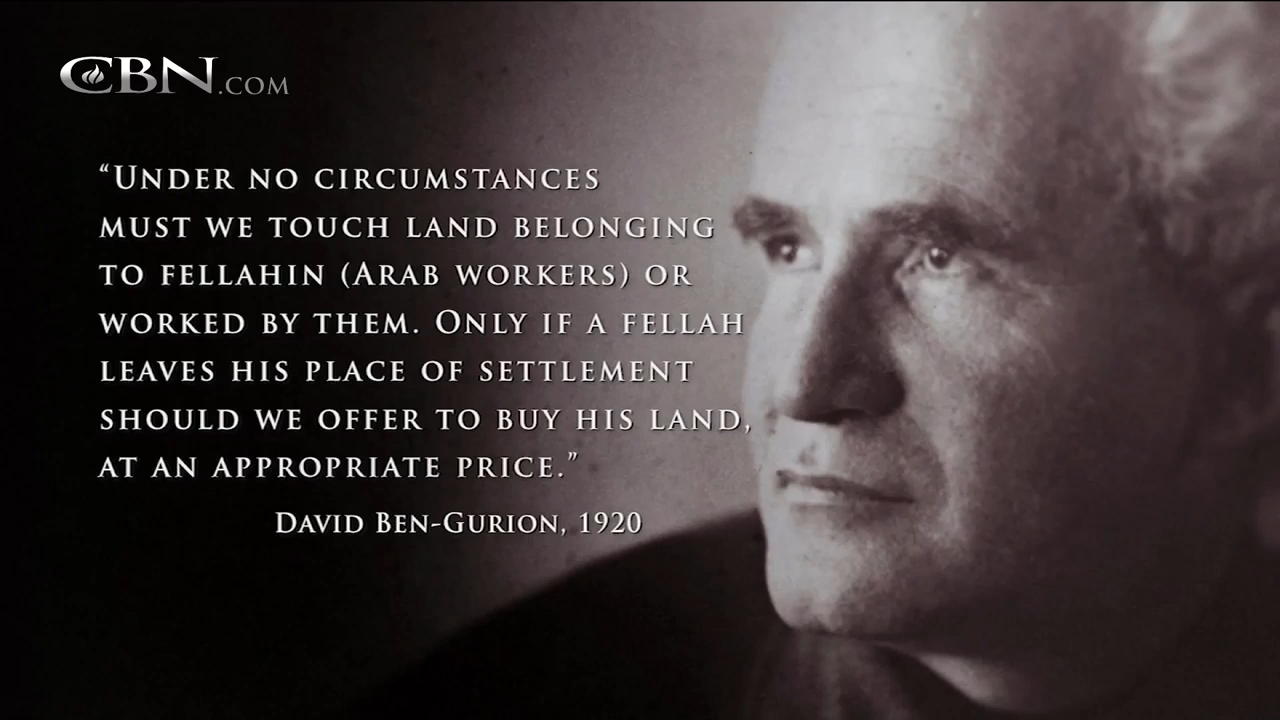 CBN.COM
“UNDER NO CIRCUMSTANCES
MUST WE TOUCH LAND BELONGING
TO FELLAHIN (ARAB WORKERS) OR
WORKED BY THEM. ONLY IF A FELLAH
LEAVES HIS PLACE OF SETTLEMENT
SHOULD WE OFFER TO BUY HIS LAND,
AT AN APPROPRIATE PRICE.”
DAVID BEN-GURION, 1920